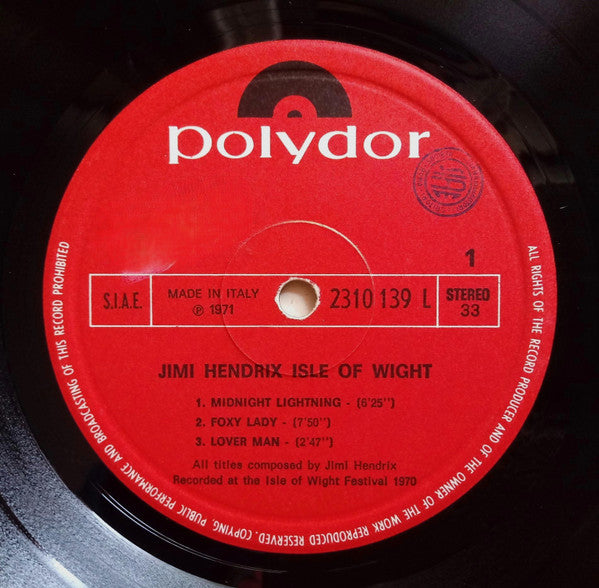 polydor
1
S.I.A.E.
MADE IN ITALY
℗ 1971
2310 139 L
STEREO
33
JIMI HENDRIX ISLE OF WIGHT
1. MIDNIGHT LIGHTNING - (6'25'')
2. FOXY LADY - (7'50'')
3. LOVER MAN - (2'47'')
All titles composed by Jimi Hendrix
Recorded at the Isle of Wight Festival 1970
ALL RIGHTS OF THE RECORD PRODUCER AND OF THE OWNER OF THE WORK REPRODUCED RESERVED. COPYING, PUBLIC PERFORMANCE AND BROADCASTING OF THIS RECORD PROHIBITED